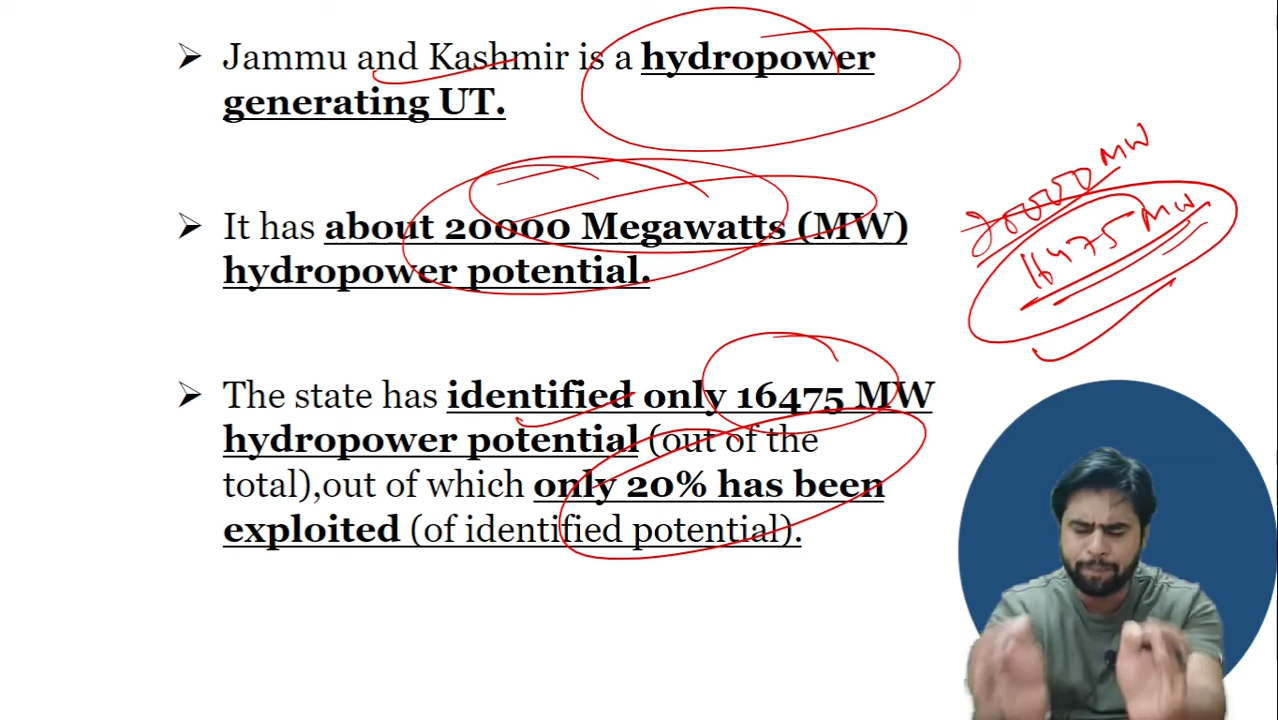 ➢ Jammu and Kashmir is a hydropower
generating UT.
➢ It has about 20000 Megawatts (MW)
hydropower potential.
20000 MW
16475 MW
➢ The state has identified only 16475 MW
hydropower potential (out of the
total),out of which only 20% has been
exploited (of identified potential).